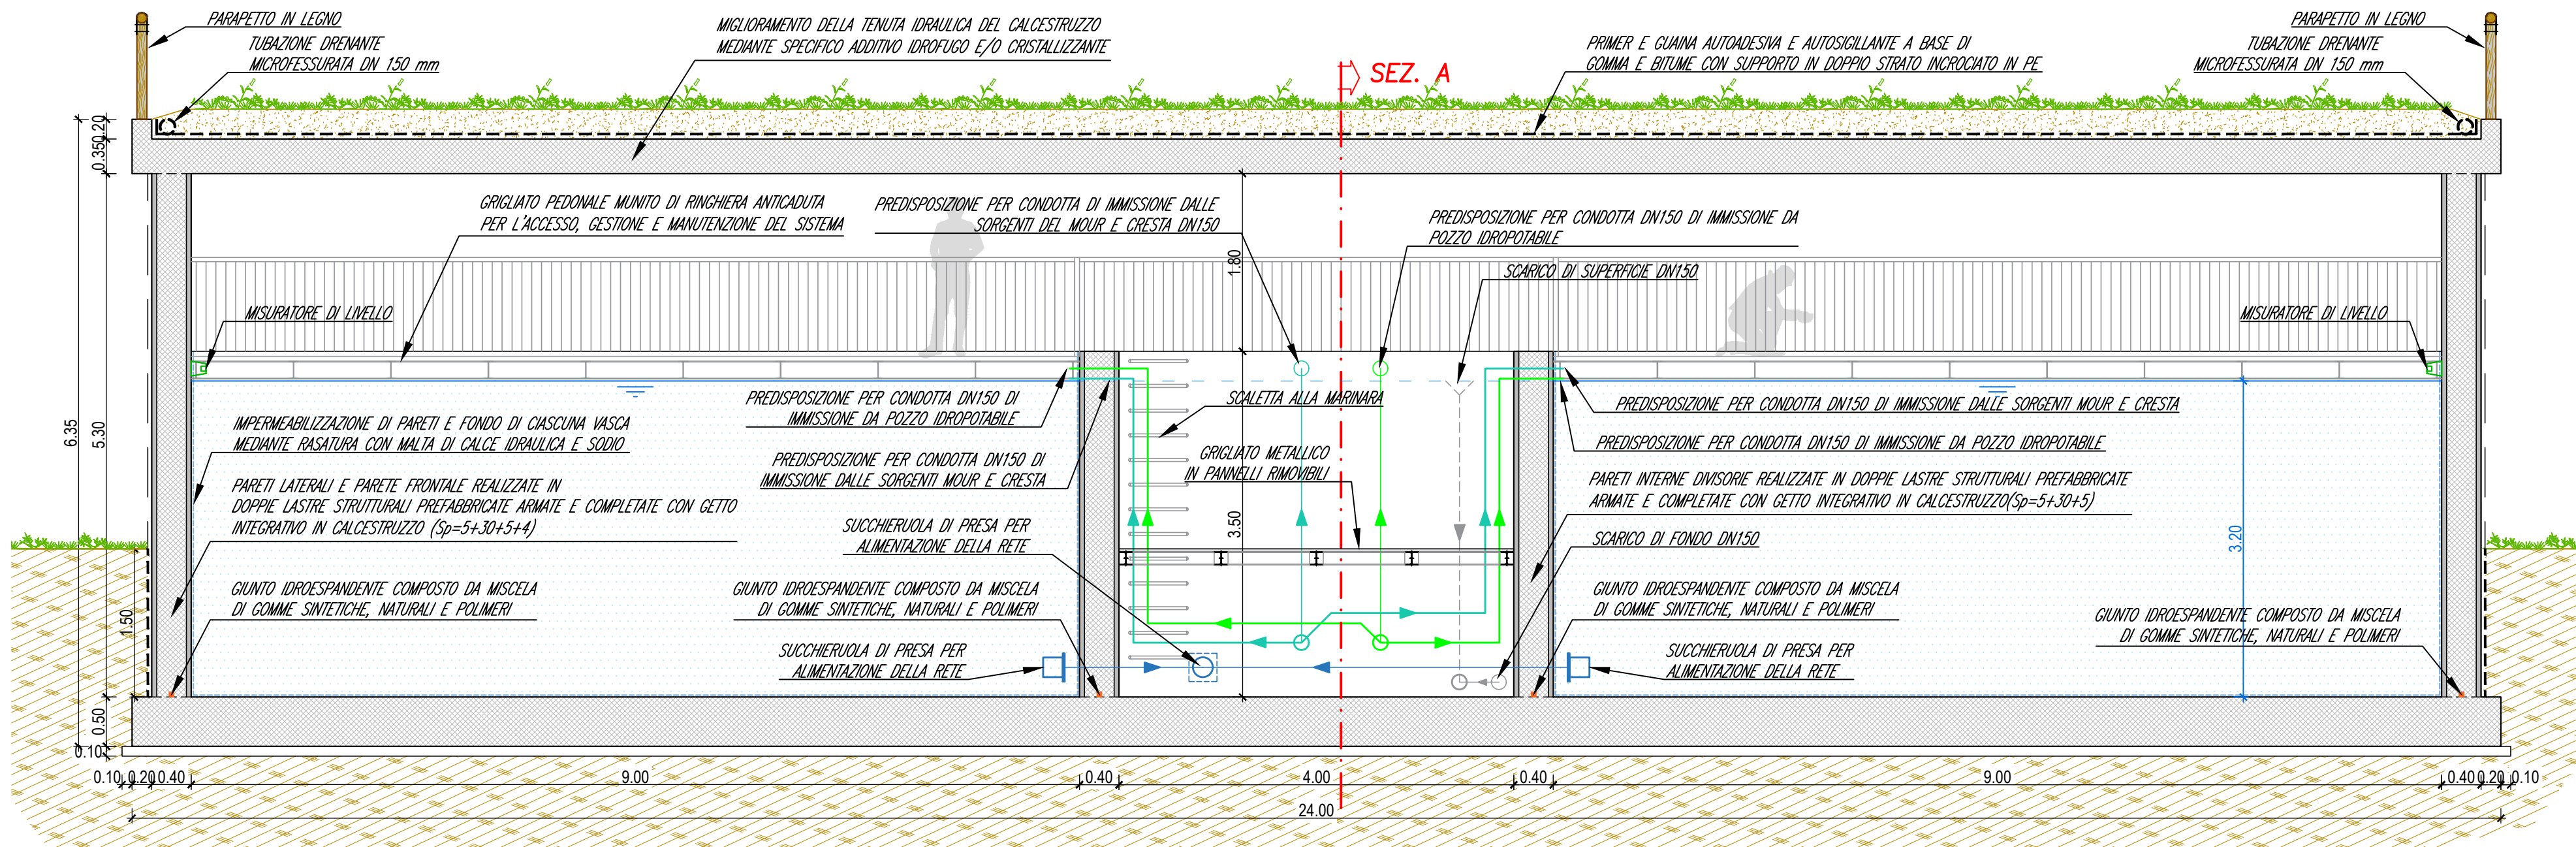 PARAPETTO IN LEGNO
TUBAZIONE DRENANTE
MICROFESSURATA DN 150 mm
MIGLIORAMENTO DELLA TENUTA IDRAULICA DEL CALCESTRUZZO
MEDIANTE SPECIFICO ADDITIVO IDROFUGO E/O CRISTALLIZZANTE
SEZ. A
PRIMER E GUAINA AUTOADESIVA E AUTOSIGILLANTE A BASE DI
GOMMA E BITUME CON SUPPORTO IN DOPPIO STRATO INCROCIATO IN PE
PARAPETTO IN LEGNO
TUBAZIONE DRENANTE
MICROFESSURATA DN 150 mm
GRIGLIATO PEDONALE MUNITO DI RINGHIERA ANTICADUTA
PER L'ACCESSO, GESTIONE E MANUTENZIONE DEL SISTEMA
PREDISPOSIZIONE PER CONDOTTA DI IMMISSIONE DALLE
SORGENTI DEL MOUR E CRESTA DN150
PREDISPOSIZIONE PER CONDOTTA DN150 DI IMMISSIONE DA
POZZO IDROPOTABILE
SCARICO DI SUPERFICIE DN150
MISURATORE DI LIVELLO
MISURATORE DI LIVELLO
IMPERMEABILIZZAZIONE DI PARETI E FONDO DI CIASCUNA VASCA
MEDIANTE RASATURA CON MALTA DI CALCE IDRAULICA E SODIO
PARETI LATERALI E PARETE FRONTALE REALIZZATE IN
DOPPIE LASTRE STRUTTURALI PREFABBRICATE ARMATE E COMPLETATE CON GETTO
INTEGRATIVO IN CALCESTRUZZO (Sp=5+30+5+4)
GIUNTO IDROESPANDENTE COMPOSTO DA MISCELA
DI GOMME SINTETICHE, NATURALI E POLIMERI
PREDISPOSIZIONE PER CONDOTTA DN150 DI
IMMISSIONE DA POZZO IDROPOTABILE
PREDISPOSIZIONE PER CONDOTTA DN150 DI
IMMISSIONE DALLE SORGENTI MOUR E CRESTA
SUCCHIERUOLA DI PRESA PER
ALIMENTAZIONE DELLA RETE
GIUNTO IDROESPANDENTE COMPOSTO DA MISCELA
DI GOMME SINTETICHE, NATURALI E POLIMERI
SUCCHIERUOLA DI PRESA PER
ALIMENTAZIONE DELLA RETE
SCALETTA ALLA MARINARA
GRIGLIATO METALLICO
IN PANNELLI RIMOVIBILI
PREDISPOSIZIONE PER CONDOTTA DN150 DI IMMISSIONE DALLE SORGENTI MOUR E CRESTA
PREDISPOSIZIONE PER CONDOTTA DN150 DI IMMISSIONE DA POZZO IDROPOTABILE
PARETI INTERNE DIVISORIE REALIZZATE IN DOPPIE LASTRE STRUTTURALI PREFABBRICATE
ARMATE E COMPLETATE CON GETTO INTEGRATIVO IN CALCESTRUZZO(Sp=5+30+5)
SCARICO DI FONDO DN150
GIUNTO IDROESPANDENTE COMPOSTO DA MISCELA
DI GOMME SINTETICHE, NATURALI E POLIMERI
SUCCHIERUOLA DI PRESA PER
ALIMENTAZIONE DELLA RETE
GIUNTO IDROESPANDENTE COMPOSTO DA MISCELA
DI GOMME SINTETICHE, NATURALI E POLIMERI
6.35
0.20
0.35
5.30
1.50
0.50
0.10
1.80
3.50
3.20
0.10 0.20 0.40 9.00 0.40 4.00 0.40 9.00 0.40 0.20 0.10
24.00